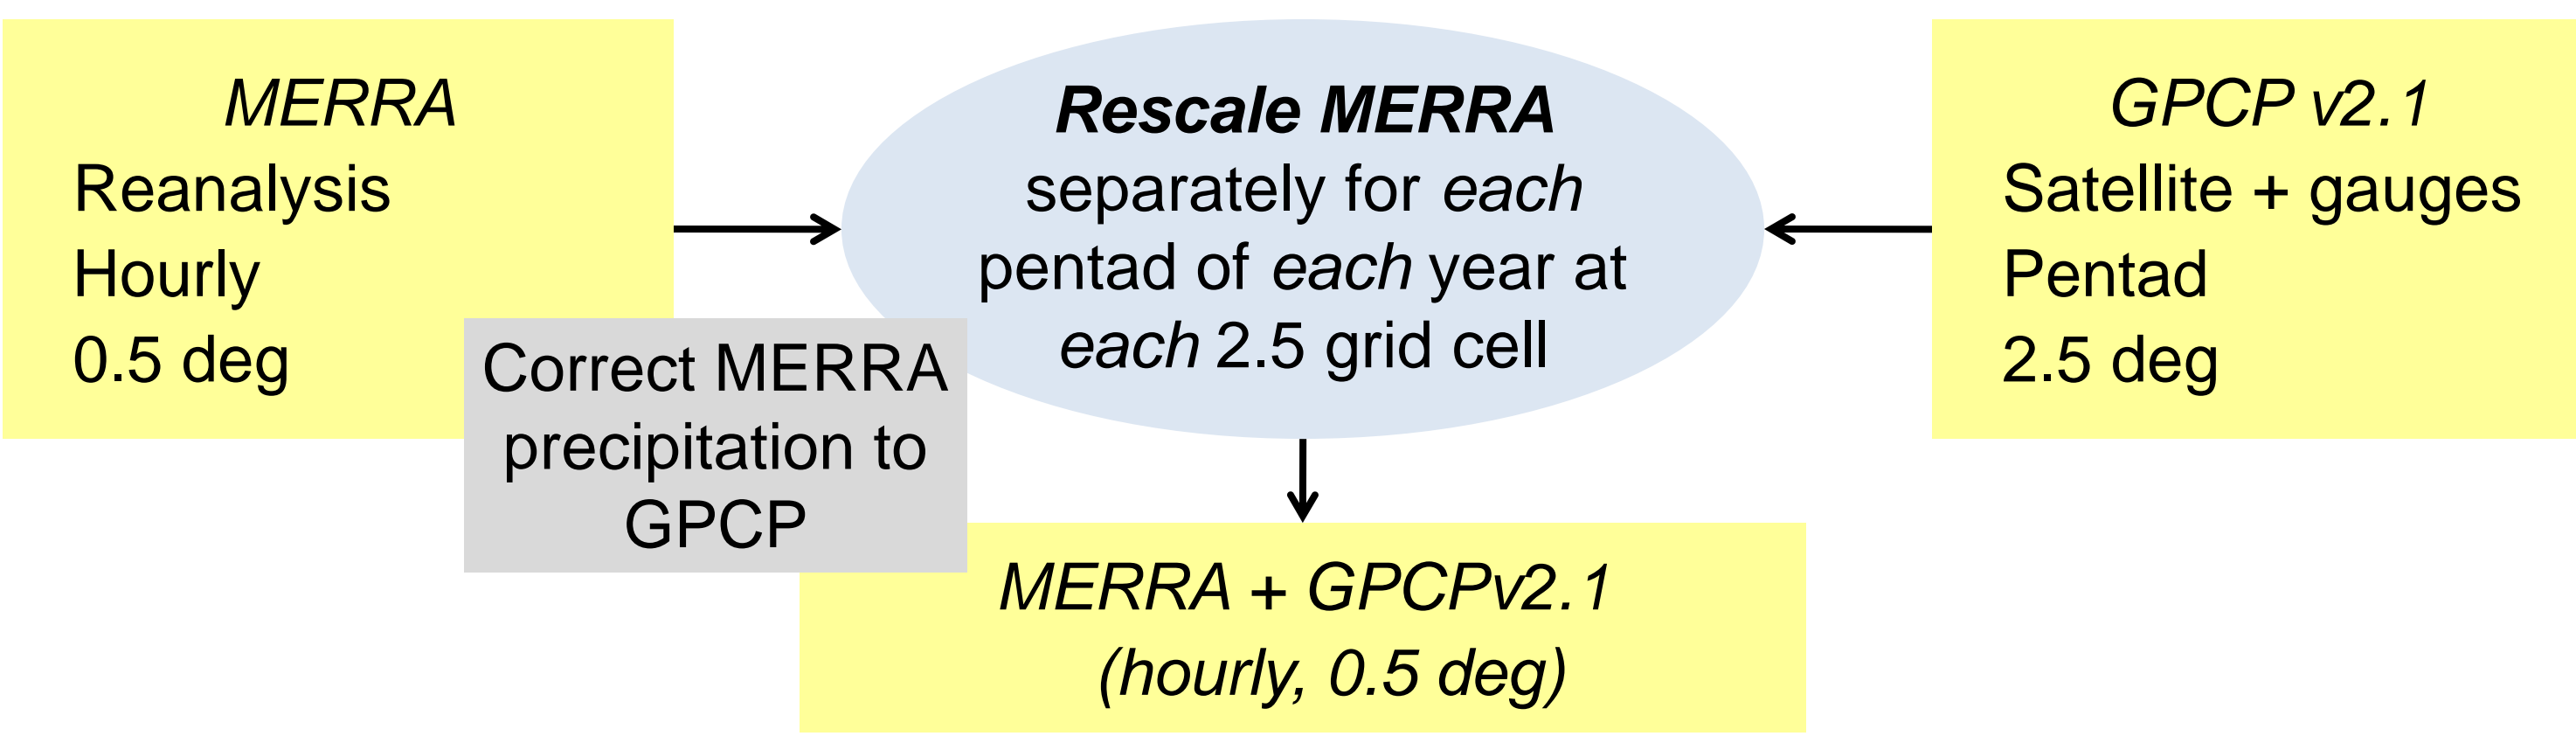 MERRA
Reanalysis
Hourly
0.5 deg
Correct MERRA
precipitation to
GPCP
Rescale MERRA
separately for each
pentad of each year at
each 2.5 grid cell
GPCP v2.1
Satellite + gauges
Pentad
2.5 deg
MERRA + GPCPv2.1
(hourly, 0.5 deg)